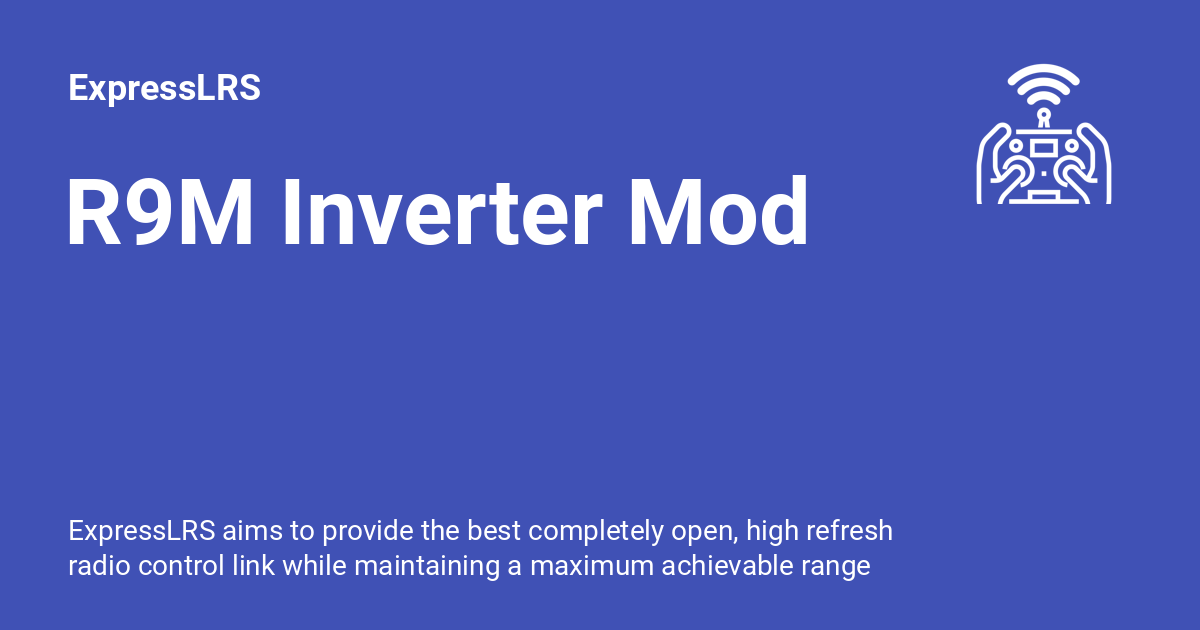 ExpressLRS
R9M Inverter Mod
ExpressLRS aims to provide the best completely open, high refresh
radio control link while maintaining a maximum achievable range